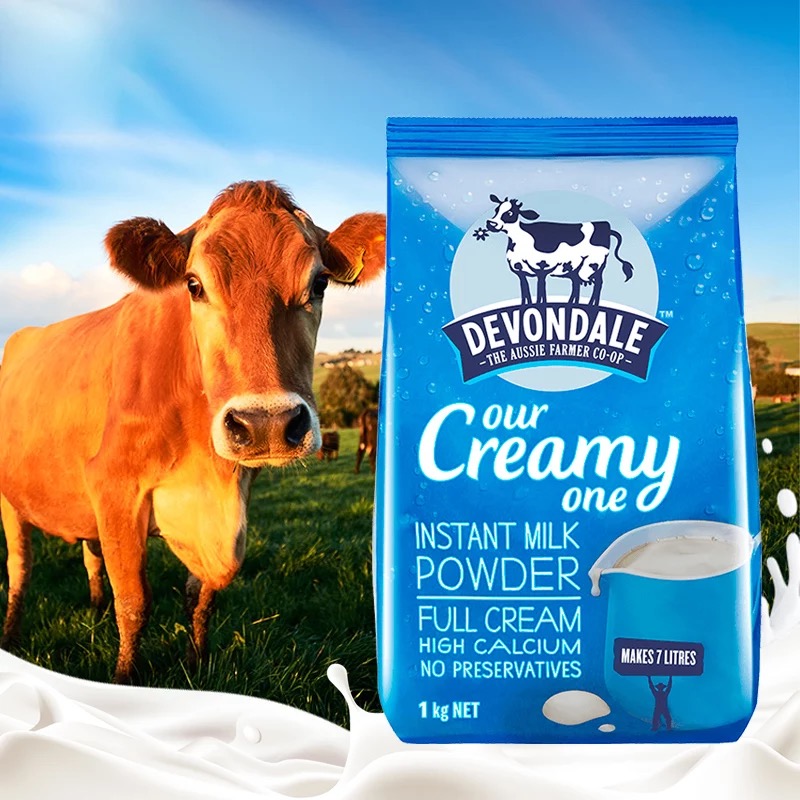 DEVONDALE
™
-THE AUSSIE FARMER CO-OP-
our
Creamy
one
INSTANT MILK
POWDER
FULL CREAM
HIGH CALCIUM
NO PRESERVATIVES
MAKES 7 LITRES
1 kg NET